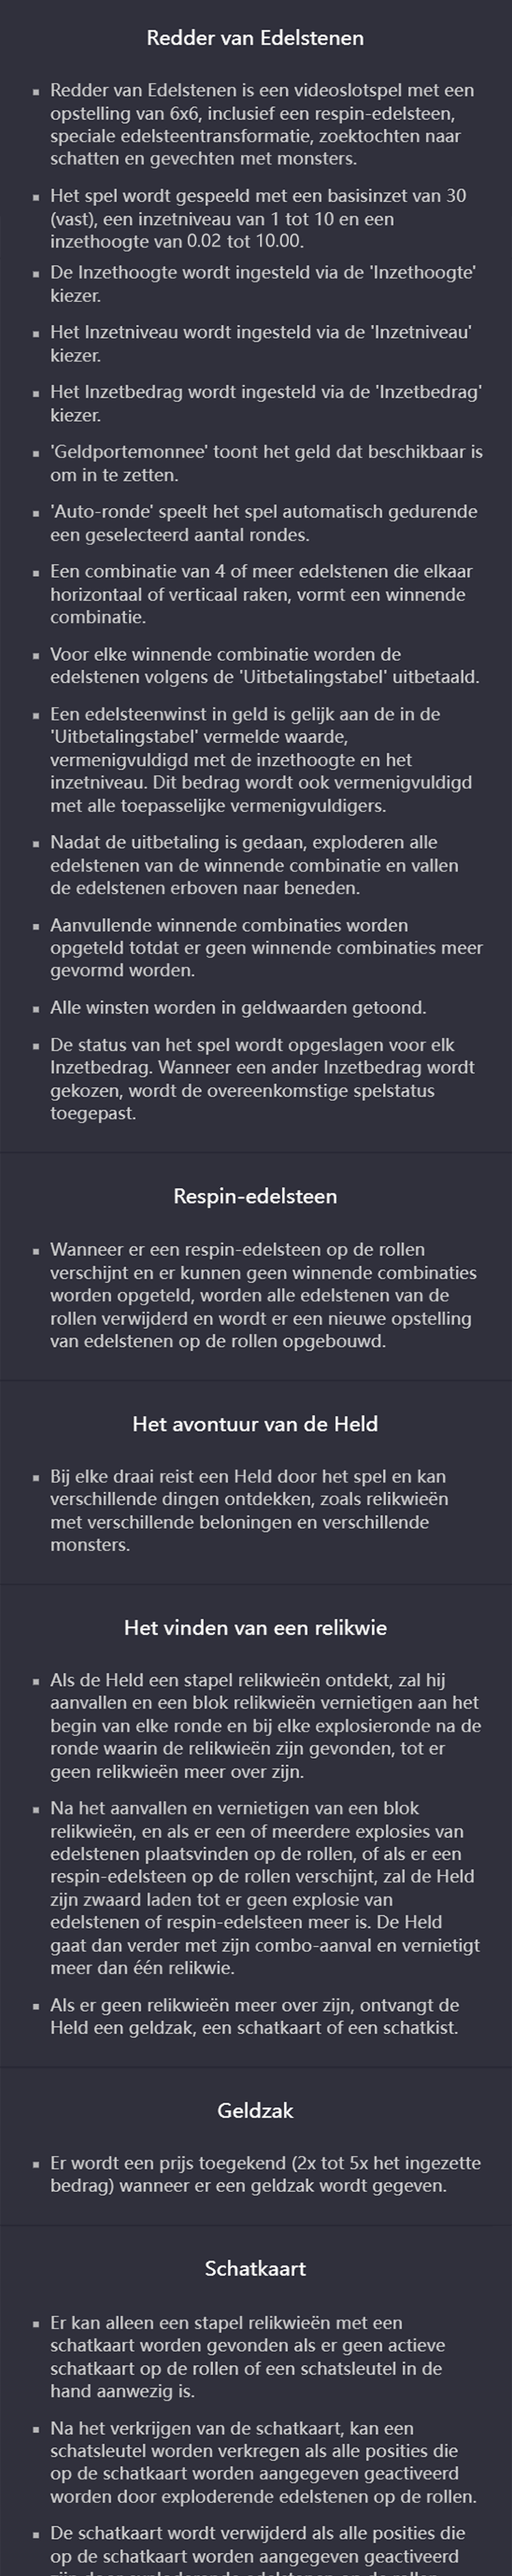 Redder van Edelstenen
▪ Redder van Edelstenen is een videoslotspel met een
opstelling van 6x6, inclusief een respin-edelsteen,
speciale edelsteentransformatie, zoektochten naar
schatten en gevechten met monsters.
▪ Het spel wordt gespeeld met een basisinzet van 30
(vast), een inzetniveau van 1 tot 10 en een
inzethoogte van 0.02 tot 10.00.
▪ De Inzethoogte wordt ingesteld via de 'Inzethoogte'
kiezer.
▪ Het Inzetniveau wordt ingesteld via de 'Inzetniveau'
kiezer.
▪ Het Inzetbedrag wordt ingesteld via de 'Inzetbedrag'
kiezer.
▪ 'Geldportemonnee' toont het geld dat beschikbaar is
om in te zetten.
▪ 'Auto-ronde' speelt het spel automatisch gedurende
een geselecteerd aantal rondes.
▪ Een combinatie van 4 of meer edelstenen die elkaar
horizontaal of verticaal raken, vormt een winnende
combinatie.
▪ Voor elke winnende combinatie worden de
edelstenen volgens de 'Uitbetalingstabel' uitbetaald.
▪ Een edelsteenwinst in geld is gelijk aan de in de
'Uitbetalingstabel' vermelde waarde,
vermenigvuldigd met de inzethoogte en het
inzetniveau. Dit bedrag wordt ook vermenigvuldigd
met alle toepasselijke vermenigvuldigers.
▪ Nadat de uitbetaling is gedaan, exploderen alle
edelstenen van de winnende combinatie en vallen
de edelstenen erboven naar beneden.
▪ Aanvullende winnende combinaties worden
opgeteld totdat er geen winnende combinaties meer
gevormd worden.
▪ Alle winsten worden in geldwaarden getoond.
▪ De status van het spel wordt opgeslagen voor elk
Inzetbedrag. Wanneer een ander Inzetbedrag wordt
gekozen, wordt de overeenkomstige spelstatus
toegepast.
Respin-edelsteen
▪ Wanneer er een respin-edelsteen op de rollen
verschijnt en er kunnen geen winnende combinaties
worden opgeteld, worden alle edelstenen van de
rollen verwijderd en wordt er een nieuwe opstelling
van edelstenen op de rollen opgebouwd.
Het avontuur van de Held
▪ Bij elke draai reist een Held door het spel en kan
verschillende dingen ontdekken, zoals relikwieën
met verschillende beloningen en verschillende
monsters.
Het vinden van een relikwie
▪ Als de Held een stapel relikwieën ontdekt, zal hij
aanvallen en een blok relikwieën vernietigen aan het
begin van elke ronde en bij elke explosieronde na de
ronde waarin de relikwieën zijn gevonden, tot er
geen relikwieën meer over zijn.
▪ Na het aanvallen en vernietigen van een blok
relikwieën, en als er een of meerdere explosies van
edelstenen plaatsvinden op de rollen, of als er een
respin-edelsteen op de rollen verschijnt, zal de Held
zijn zwaard laden tot er geen explosie van
edelstenen of respin-edelsteen meer is. De Held
gaat dan verder met zijn combo-aanval en vernietigt
meer dan één relikwie.
▪ Als er geen relikwieën meer over zijn, ontvangt de
Held een geldzak, een schatkaart of een schatkist.
Geldzak
▪ Er wordt een prijs toegekend (2x tot 5x het ingezette
bedrag) wanneer er een geldzak wordt gegeven.
Schatkaart
▪ Er kan alleen een stapel relikwieën met een
schatkaart worden gevonden als er geen actieve
schatkaart op de rollen of een schatsleutel in de
hand aanwezig is.
▪ Na het verkrijgen van de schatkaart, kan een
schatsleutel worden verkregen als alle posities die
op de schatkaart worden aangegeven geactiveerd
worden door exploderende edelstenen op de rollen.
▪ De schatkaart wordt verwijderd als alle posities die
op de schatkaart worden aangegeven geactiveerd